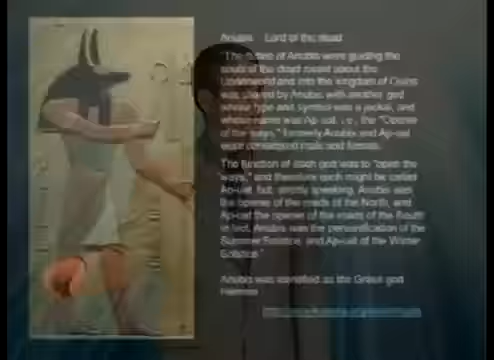 Anubis Lord of the dead
"The duties of Anubis were guiding the
souls of the dead round about the
Underworld and into the kingdom of Osiris
was shared by Anubis with another god
whose type and symbol was a jackal, and
whose name was Ap-uat, i.e., the "Opener
of the ways," formerly Anubis and Ap-uat
were considered male and female.
The function of each god was to "open the
ways," and therefore each might be called
Ap-uat, but, strictly speaking, Anubis was
the opener of the roads of the North, and
Ap-uat the opener of the roads of the South
in fact, Anubis was the personification of the
Summer Solstice, and Ap-uat of the Winter
Solstice."
Anubis was identified as the Greek god
Hermes